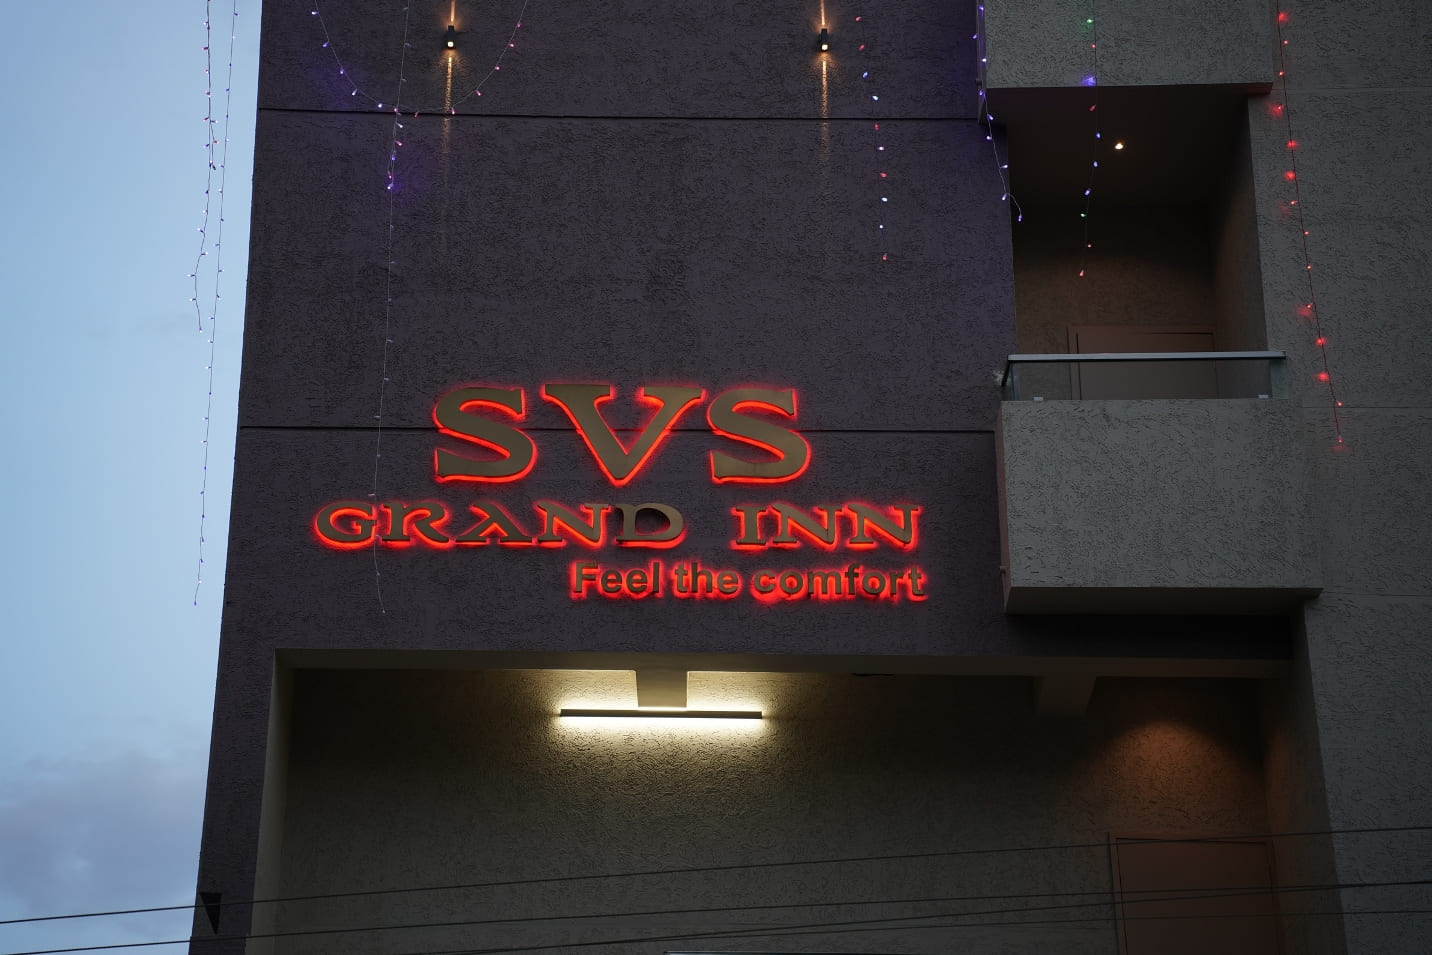 SVS
GRAND INN
Feel the comfort